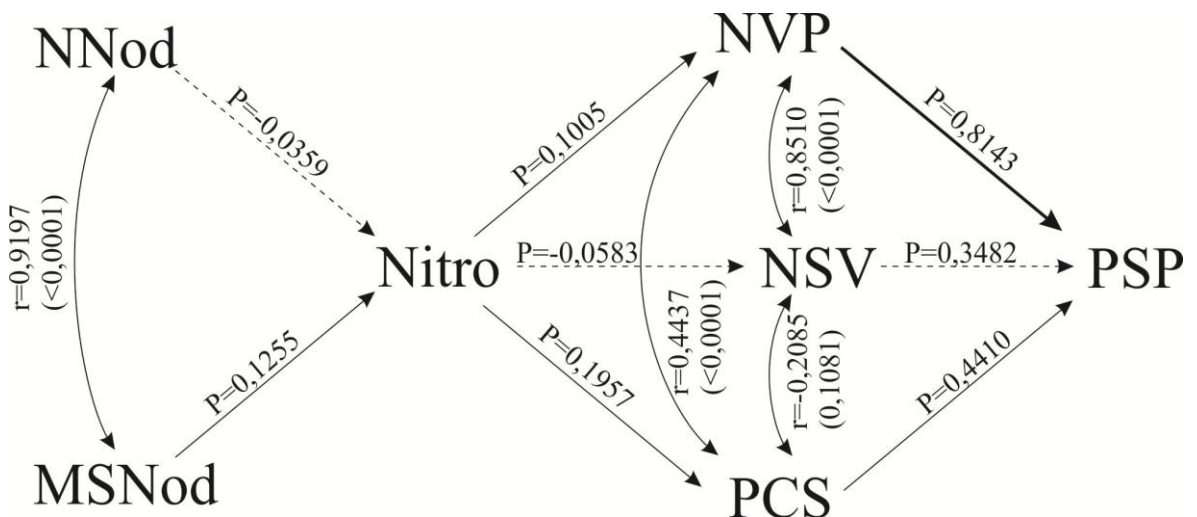 NNod
NVP
P=-0,0359
P=0,1005
P=0,8143
r=0,8510
(<0,0001)
r=0,9197
(<0,0001)
Nitro
P=-0,0583
NSV
P=0,3482
PSP
r=0,4437
(<0,0001)
r=-0,2085
(0,1081)
P=0,1255
P=0,1957
P=0,4410
MSNod
PCS